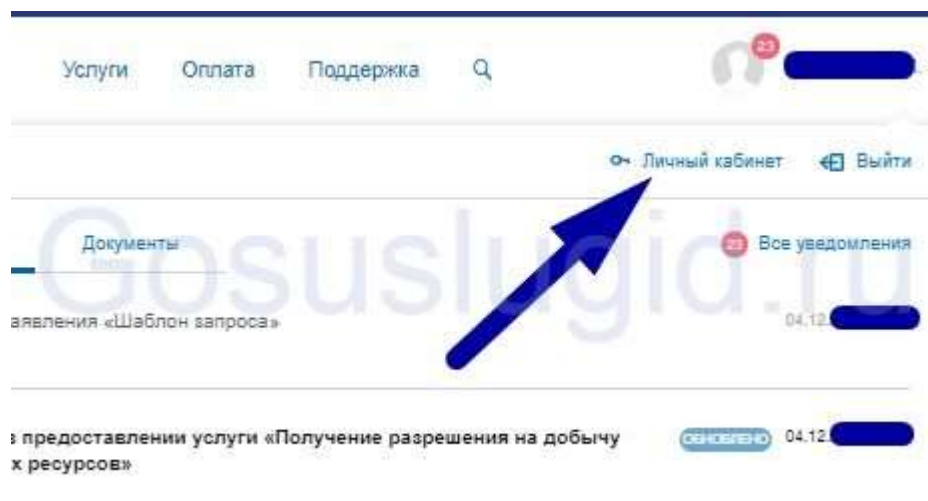 Услуги Оплата Поддержка 23
Личный кабинет Выйти
Документы 23 Все уведомления
Gosuslugid.ru
аявления «Шаблон запроса» 04.12.
предоставлении услуги «Получение разрешения на добычу ОБНОВЛЕНО 04.12.
х ресурсов»